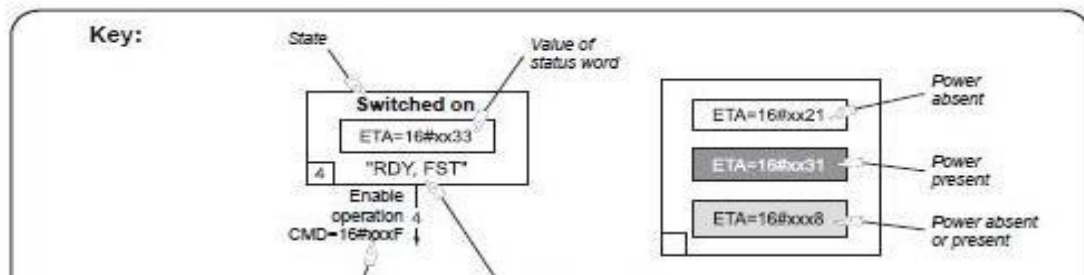 Key:
State
Value of
status word
Switched on
ETA=16#xx33
4
"RDY, FST"
Enable
operation 4
CMD=16#xxxF
Power
absent
ETA=16#xx21
ETA=16#xx31
Power
present
ETA=16#xxx8
Power absent
or present